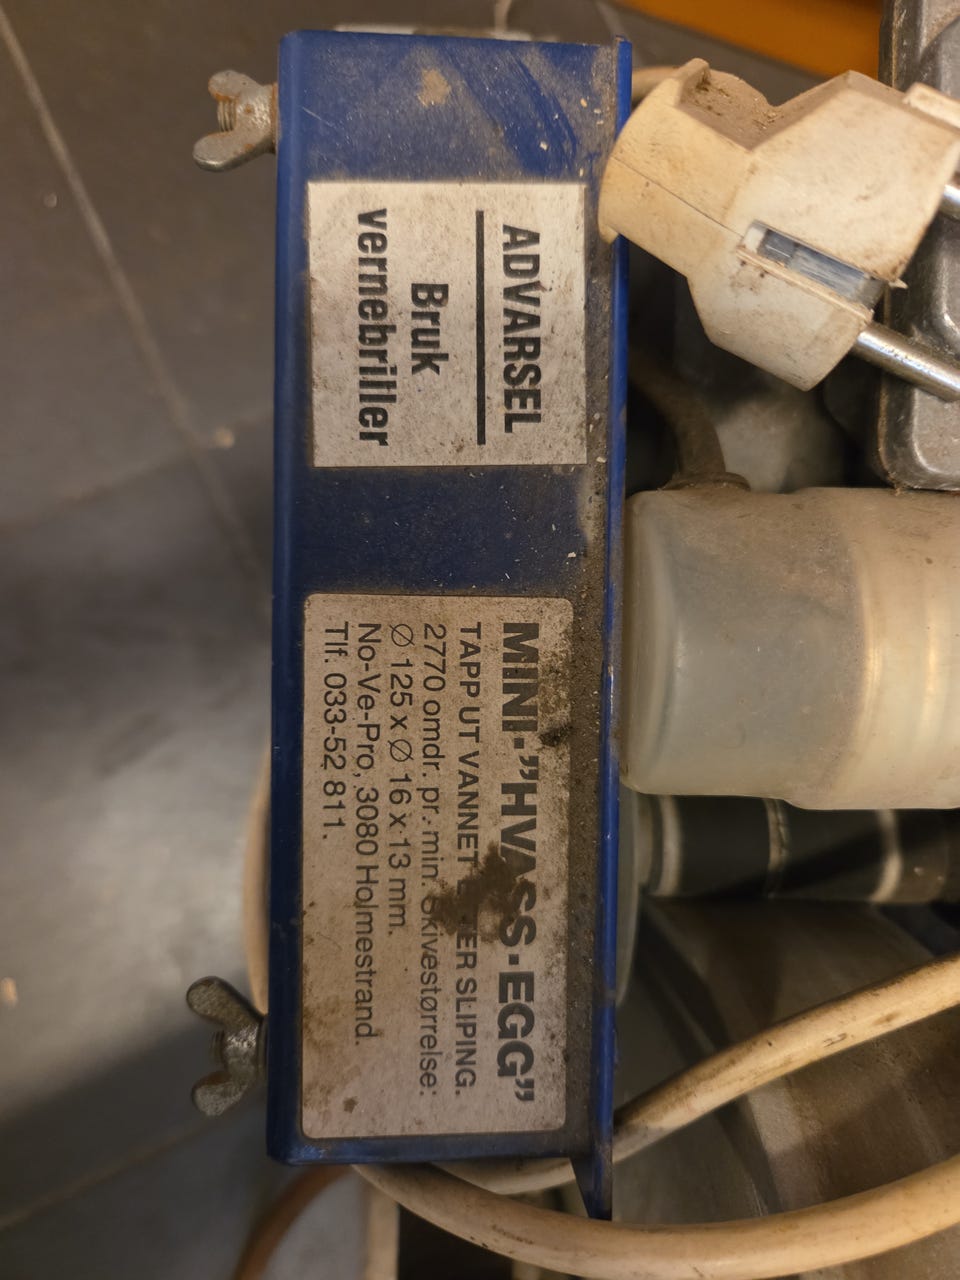 ADVARSEL
Bruk
vernebriller
MINI-"HVASS-EGG"
TAPP UT VANNET ETTER SLIPING.
2770 omdr. pr. min. Skivestørrelse:
Ø 125 x Ø 16 x 13 mm.
No-Ve-Pro, 3080 Holmestrand.
Tlf. 033-52 811.